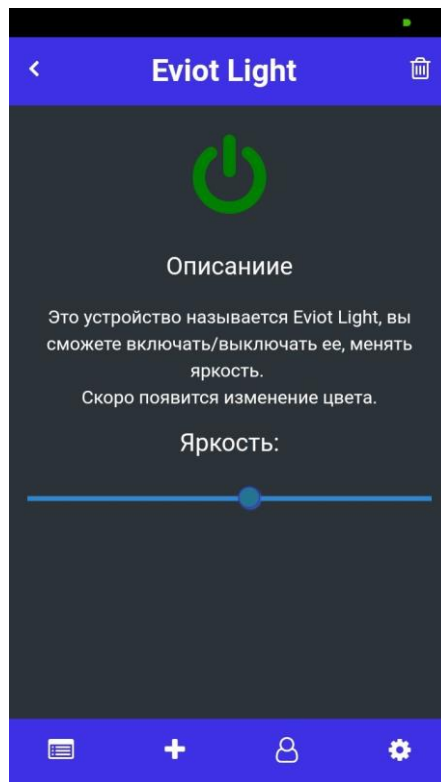 Eviot Light
Описаниие
Это устройство называется Eviot Light, вы
сможете включать/выключать ее, менять
яркость.
Скоро появится изменение цвета.
Яркость: